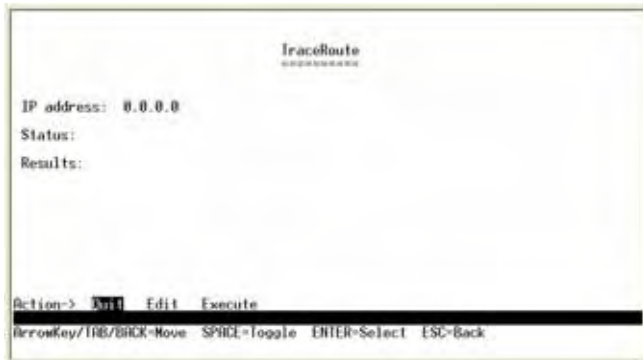 TraceRoute
==========
IP address: 0.0.0.0
Status:
Results:
Action-> Quit Edit Execute
ArrowKey/TAB/BACK=Move SPACE=Toggle ENTER=Select ESC=Back